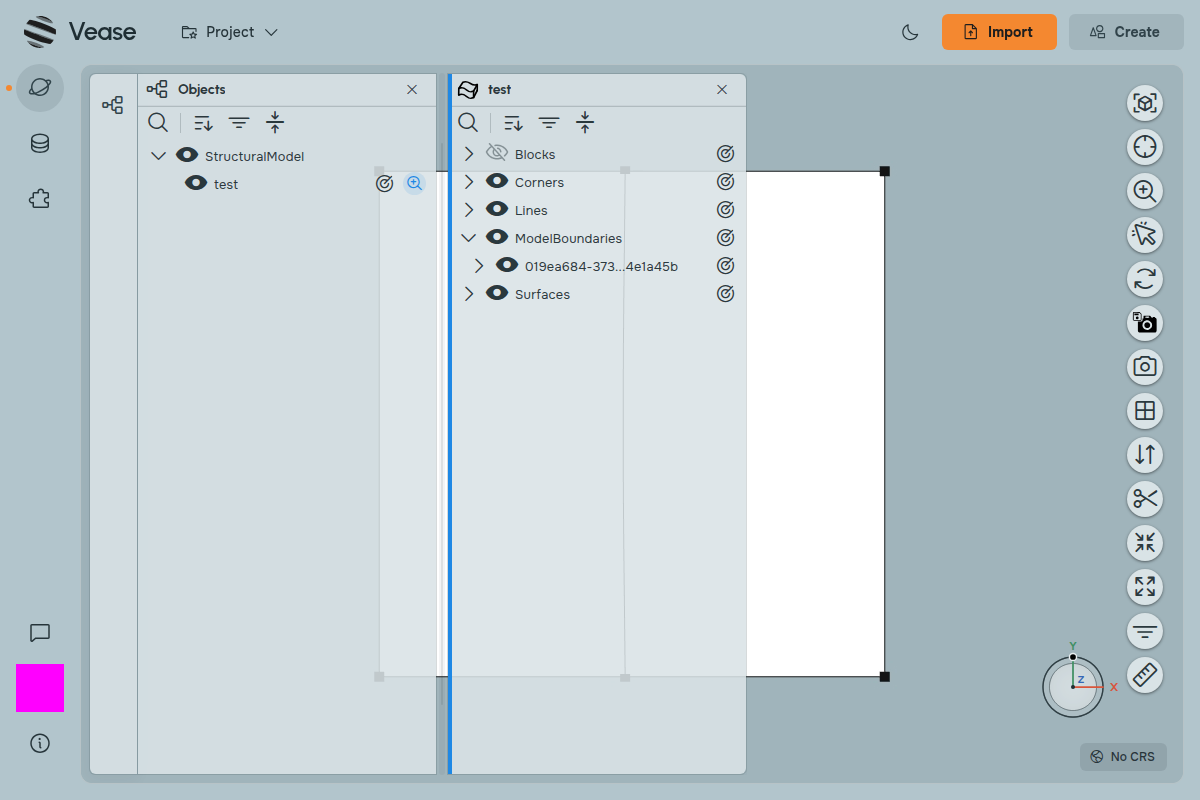 Vease
Project
Import
Create
Objects
StructuralModel
test
test
Blocks
Corners
Lines
ModelBoundaries
019ea684-373...4e1a45b
Surfaces
Y
Z
X
No CRS